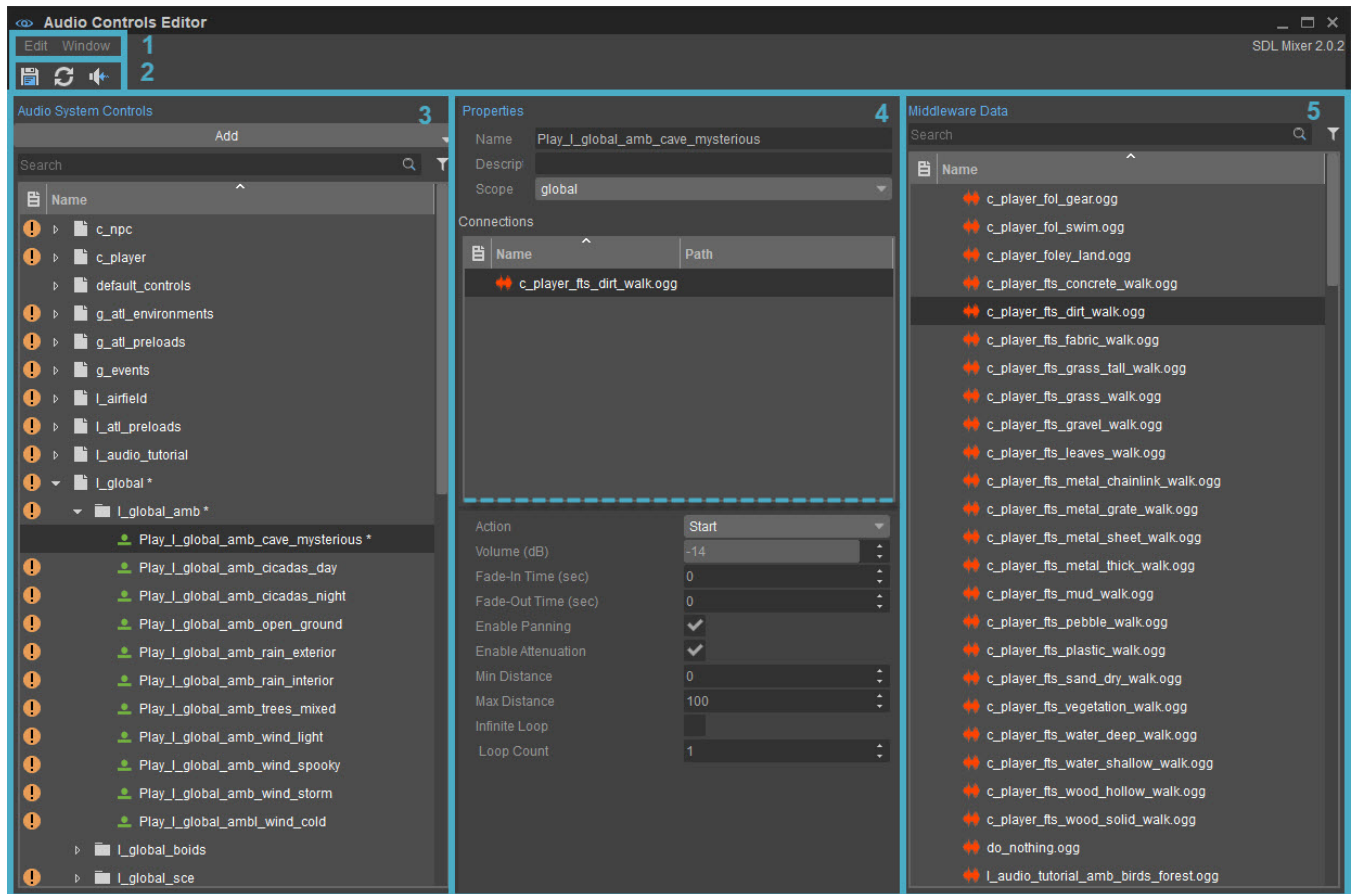 Audio Controls Editor
Edit Window 1
SDL Mixer 2.0.2
2
Audio System Controls 3
Add
Search
Name
c_npc
c_player
default_controls
g_atl_environments
g_atl_preloads
g_events
l_airfield
l_atl_preloads
l_audio_tutorial
l_global *
l_global_amb *
Play_l_global_amb_cave_mysterious *
Play_l_global_amb_cicadas_day
Play_l_global_amb_cicadas_night
Play_l_global_amb_open_ground
Play_l_global_amb_rain_exterior
Play_l_global_amb_rain_interior
Play_l_global_amb_trees_mixed
Play_l_global_amb_wind_light
Play_l_global_amb_wind_spooky
Play_l_global_amb_wind_storm
Play_l_global_ambl_wind_cold
l_global_boids
l_global_sce
Properties 4
Name Play_l_global_amb_cave_mysterious
Descrip
Scope global
Connections
Name Path
c_player_fts_dirt_walk.ogg
Action Start
Volume (dB) -14
Fade-In Time (sec) 0
Fade-Out Time (sec) 0
Enable Panning
Enable Attenuation
Min Distance 0
Max Distance 100
Infinite Loop
Loop Count 1
Middleware Data 5
Search
Name
c_player_fol_gear.ogg
c_player_fol_swim.ogg
c_player_foley_land.ogg
c_player_fts_concrete_walk.ogg
c_player_fts_dirt_walk.ogg
c_player_fts_fabric_walk.ogg
c_player_fts_grass_tall_walk.ogg
c_player_fts_grass_walk.ogg
c_player_fts_gravel_walk.ogg
c_player_fts_leaves_walk.ogg
c_player_fts_metal_chainlink_walk.ogg
c_player_fts_metal_grate_walk.ogg
c_player_fts_metal_sheet_walk.ogg
c_player_fts_metal_thick_walk.ogg
c_player_fts_mud_walk.ogg
c_player_fts_pebble_walk.ogg
c_player_fts_plastic_walk.ogg
c_player_fts_sand_dry_walk.ogg
c_player_fts_vegetation_walk.ogg
c_player_fts_water_deep_walk.ogg
c_player_fts_water_shallow_walk.ogg
c_player_fts_wood_hollow_walk.ogg
c_player_fts_wood_solid_walk.ogg
do_nothing.ogg
l_audio_tutorial_amb_birds_forest.ogg